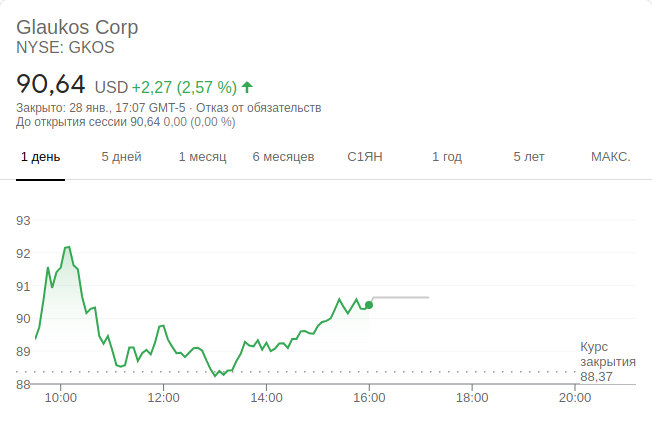 Glaukos Corp
NYSE: GKOS
90,64 USD +2,27 (2,57 %)
Закрыто: 28 янв., 17:07 GMT-5 · Отказ от обязательств
До открытия сессии 90,64 0,00 (0,00 %)
1 день 5 дней 1 месяц 6 месяцев С1ЯН 1 год 5 лет МАКС.
93
92
91
90
89
88
Курс
закрытия
88,37
10:00 12:00 14:00 16:00 18:00 20:00